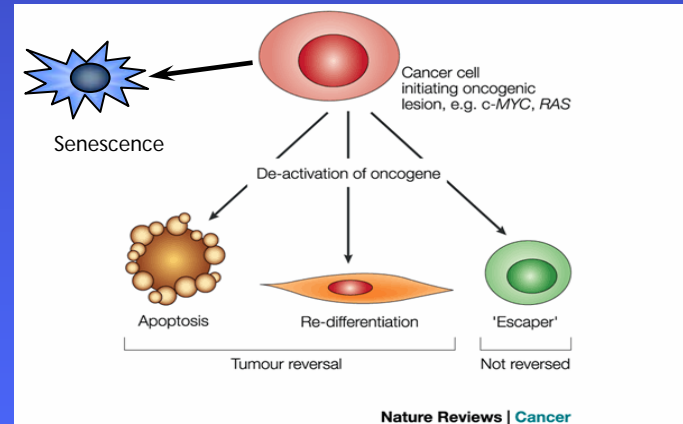 Cancer cell
initiating oncogenic
lesion, e.g. c-MYC, RAS
Senescence
De-activation of oncogene
Apoptosis
Re-differentiation
'Escaper'
Tumour reversal
Not reversed
Nature Reviews | Cancer